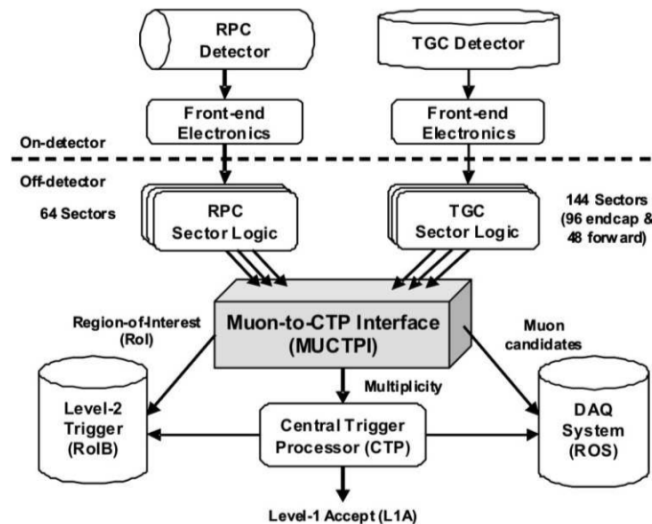 RPC
Detector
TGC Detector
Front-end
Electronics
Front-end
Electronics
On-detector
Off-detector
64 Sectors
RPC
Sector Logic
TGC
Sector Logic
144 Sectors
(96 endcap &
48 forward)
Region-of-Interest
(RoI)
Muon-to-CTP Interface
(MUCTPI)
Muon
candidates
Multiplicity
Level-2
Trigger
(RoIB)
Central Trigger
Processor (CTP)
DAQ
System
(ROS)
Level-1 Accept (L1A)